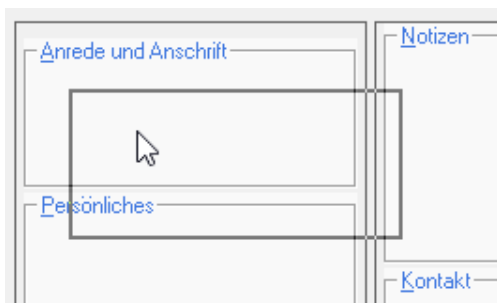 Anrede und Anschrift
Persönliches
Notizen
Kontakt